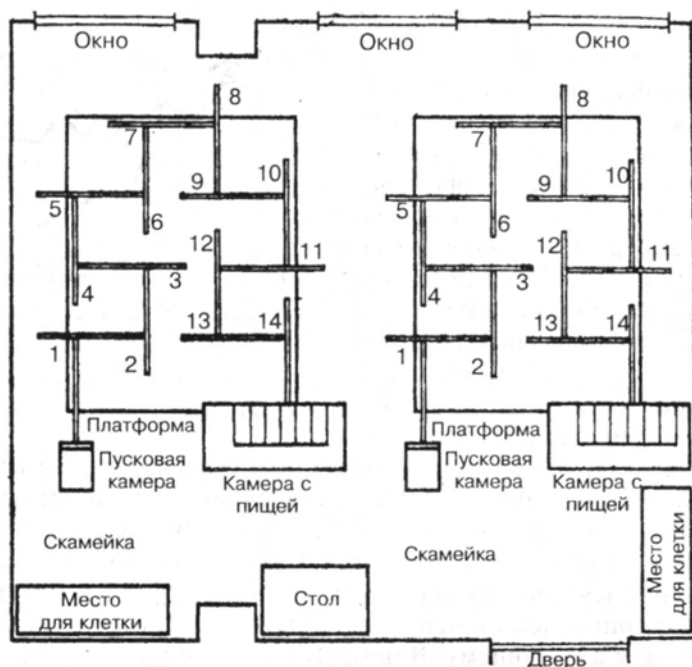 Окно
Окно
Окно
8
7
10
9
5
6
12
11
3
4
13
14
1
2
Платформа
Пусковая
камера
Камера с
пищей
8
7
10
9
5
6
12
11
3
4
13
14
1
2
Платформа
Пусковая
камера
Камера с
пищей
Скамейка
Скамейка
Место
для клетки
Стол
Место
для клетки
Дверь